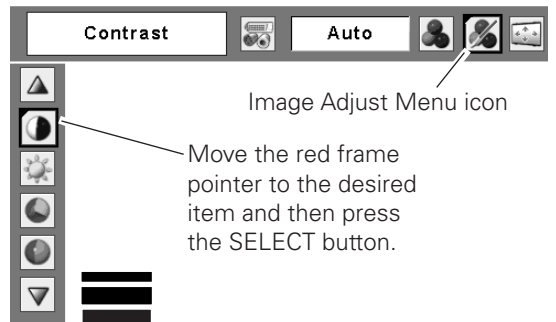 Contrast
Auto
Image Adjust Menu icon
Move the red frame
pointer to the desired
item and then press
the SELECT button.